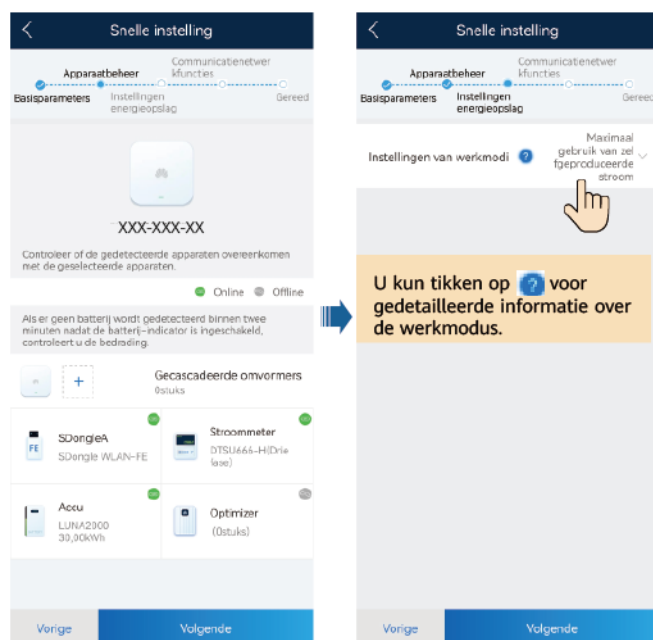 Snelle instelling
Communicatienetwer
Apparaatbeheer kfuncties
Basisparameters Instellingen Gereed
energieopslag
XXX-XXX-XX
Controleer of de gedetecteerde apparaten overeenkomen
met de geselecteerde apparaten.
Online Offline
Als er geen batterij wordt gedetecteerd binnen twee
minuten nadat de batterij-indicator is ingeschakeld,
controleert u de bedrading.
+ Gecascadeerde omvormers
0stuks
FE
SDongleA
SDongle WLAN-FE
Stroommeter
DTSU666-H(Drie
fase)
Accu
LUNA2000
30,00kWh
Optimizer
(0stuks)
Vorige Volgende
Snelle instelling
Communicatienetwer
Apparaatbeheer kfuncties
Basisparameters Instellingen Gereed
energieopslag
Instellingen van werkmodi ?
Maximaal
gebruik van zel
fgeproduceerde
stroom
U kun tikken op ? voor
gedetailleerde informatie over
de werkmodus.
Vorige Volgende